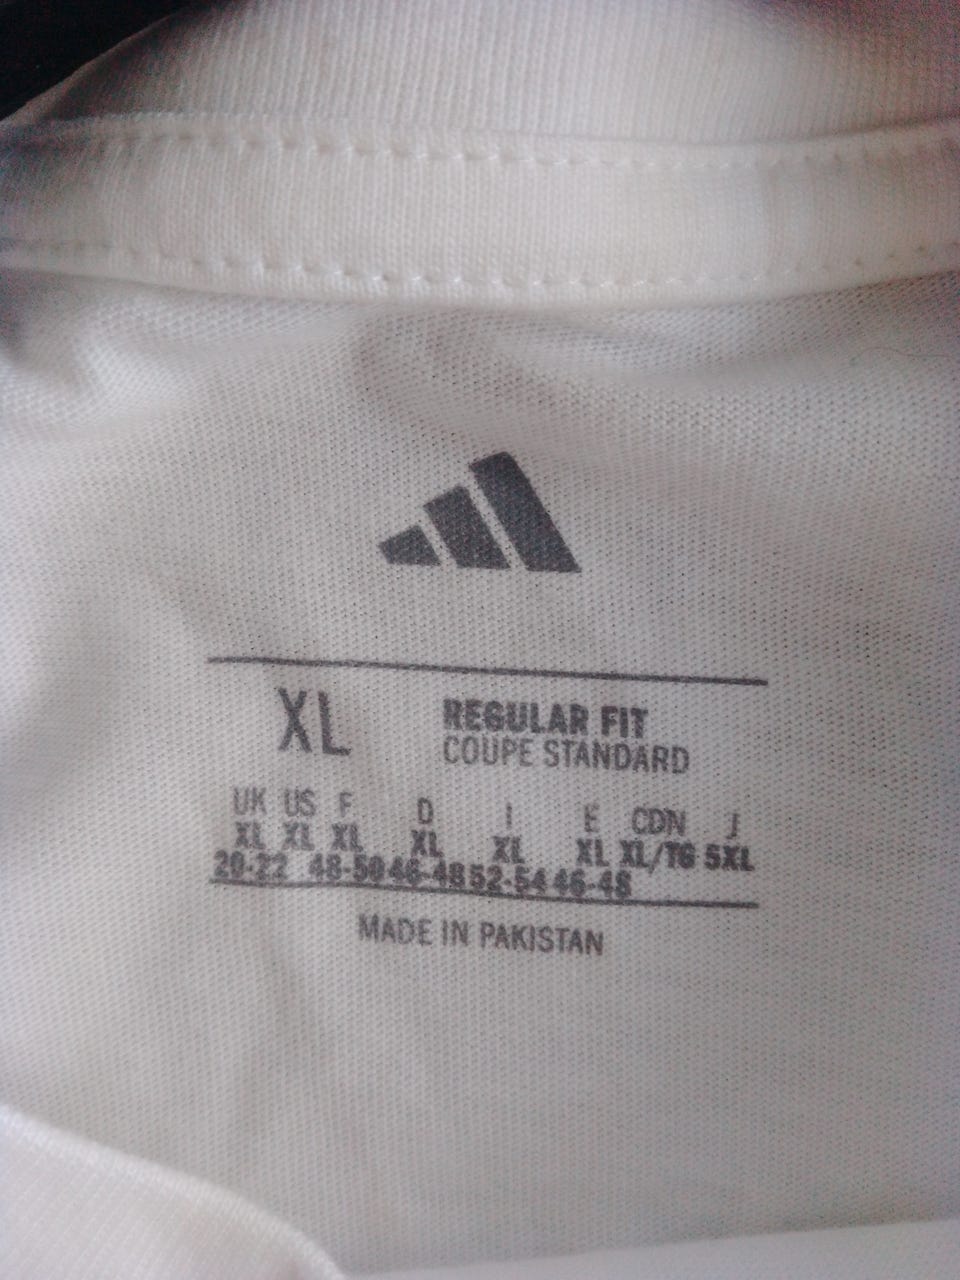 XL REGULAR FIT
COUPE STANDARD
UK US F D I E CDN J
XL XL XL XL XL XL XL/TG 5XL
20-22 48-50 46-48 52-54 46-48
MADE IN PAKISTAN